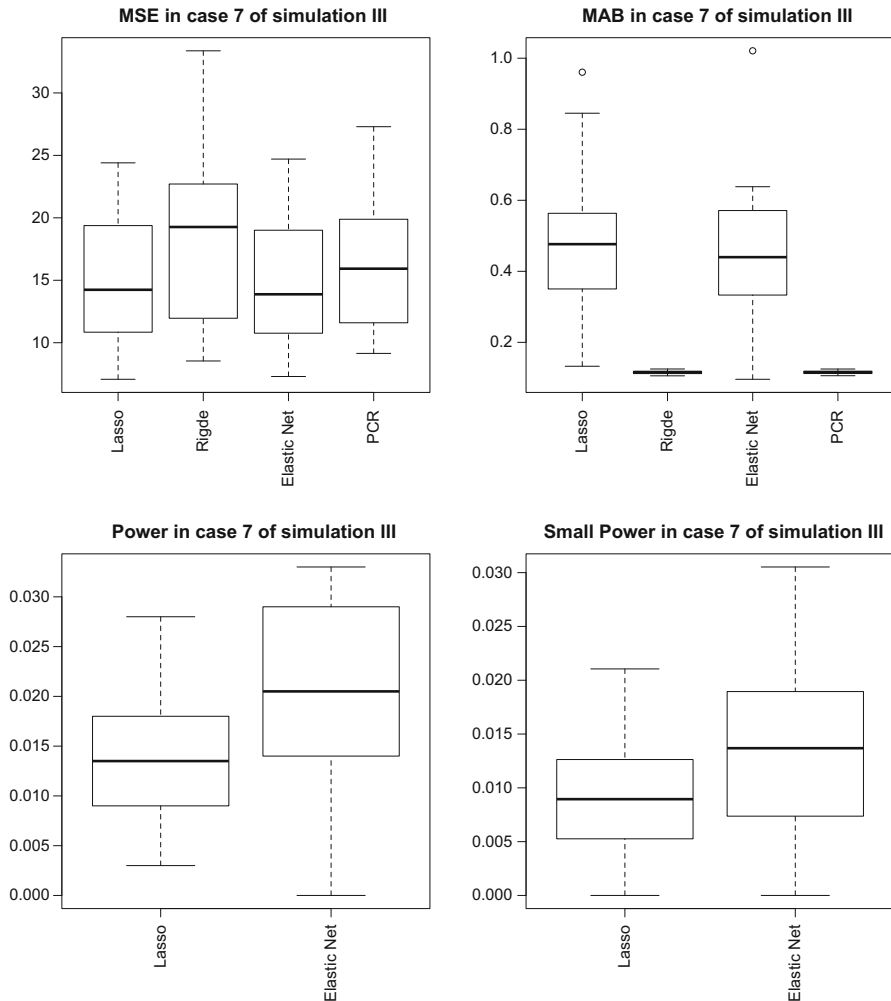 MSE in case 7 of simulation III
30
25
20
15
10
Lasso
Rigde
Elastic Net
PCR
MAB in case 7 of simulation III
1.0
0.8
0.6
0.4
0.2
Lasso
Rigde
Elastic Net
PCR
Power in case 7 of simulation III
0.030
0.025
0.020
0.015
0.010
0.005
0.000
Lasso
Elastic Net
Small Power in case 7 of simulation III
0.030
0.025
0.020
0.015
0.010
0.005
0.000
Lasso
Elastic Net